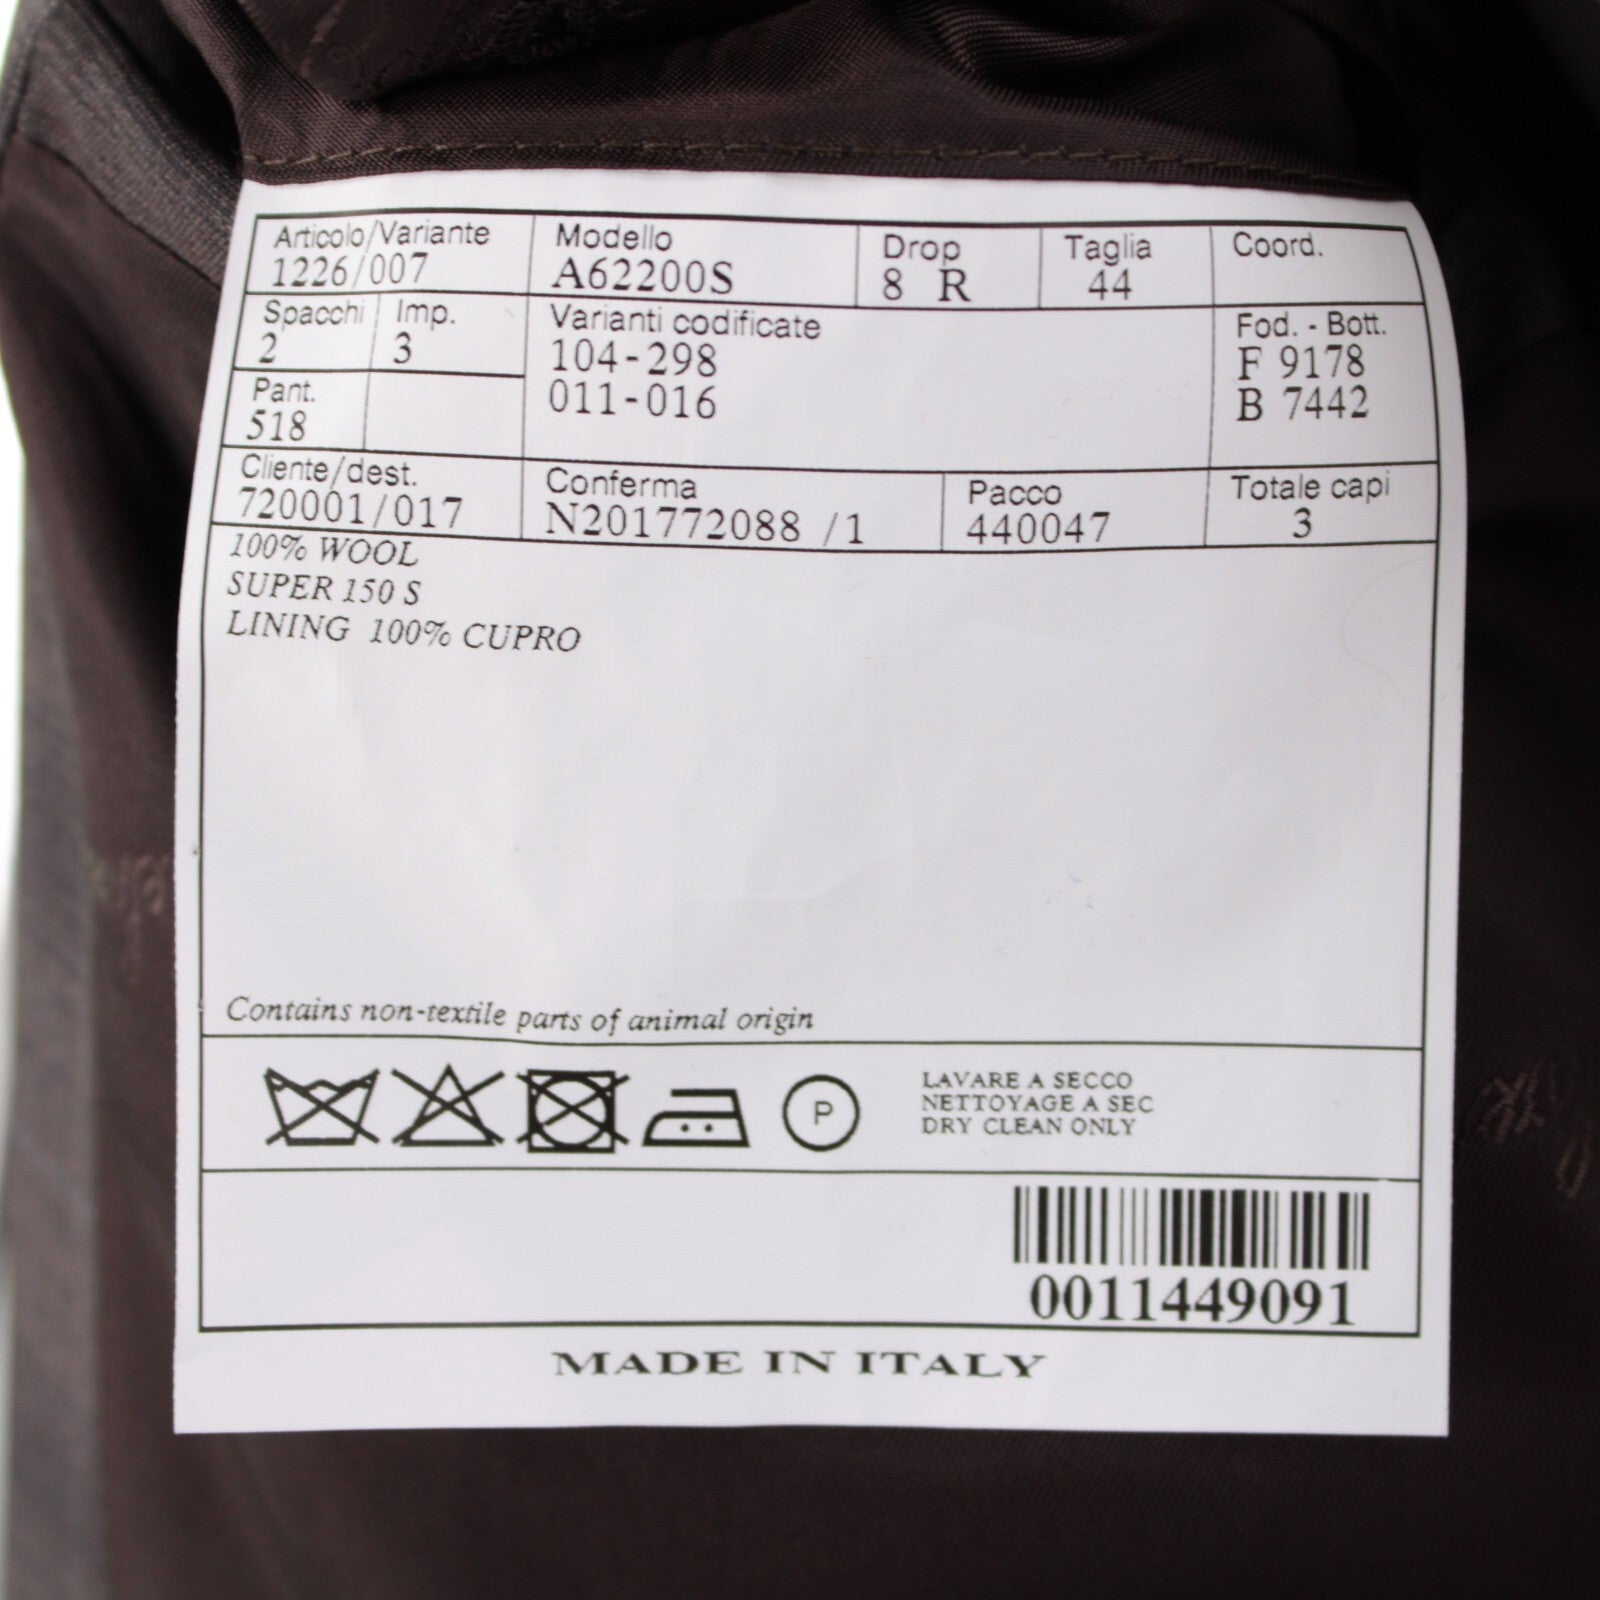 Articolo/Variante Modello Drop Taglia Coord.
1226/007 A62200S 8 R 44
Spacchi Imp. Varianti codificate Fod. - Bott.
2 3 104-298 F 9178
Pant. 011-016 B 7442
518
Cliente/dest. Conferma Pacco Totale capi
720001/017 N201772088 /1 440047 3
100% WOOL
SUPER 150 S
LINING 100% CUPRO
Contains non-textile parts of animal origin
P
LAVARE A SECCO
NETTOYAGE A SEC
DRY CLEAN ONLY
0011449091
MADE IN ITALY